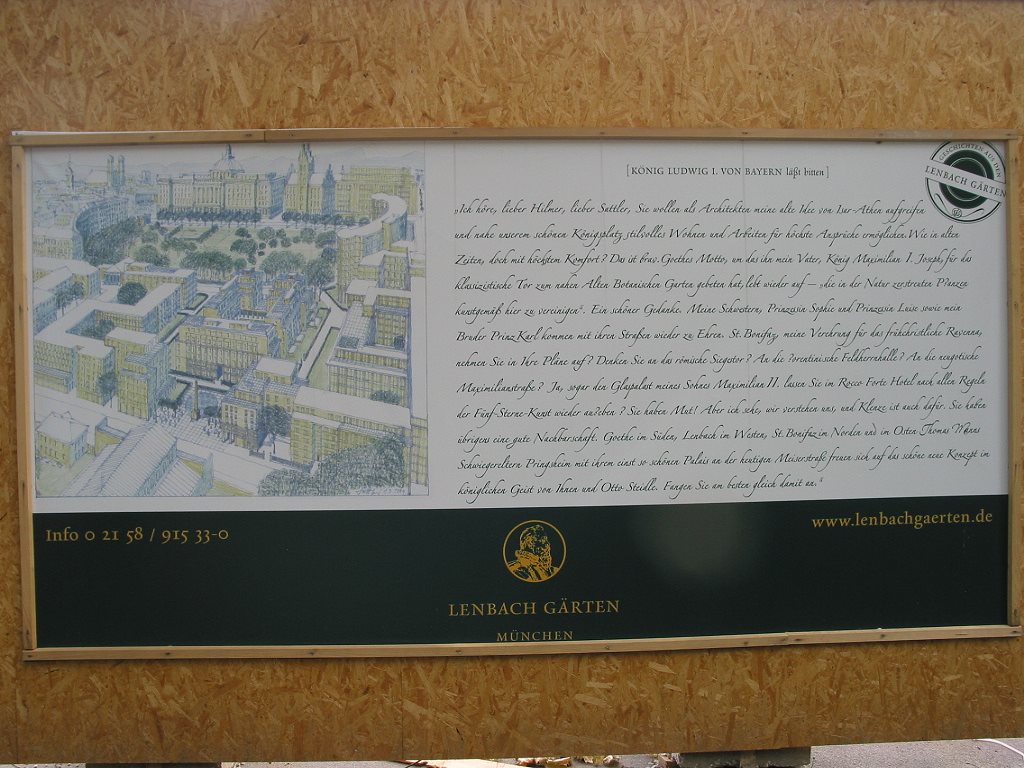 [KÖNIG LUDWIG I. VON BAYERN läßt bitten]
GESCHICHTEN AUS DEN
LENBACH GÄRTEN
„Ich höre, lieber Hilmer, lieber Sattler, Sie wollen als Architekten meine alte Idee von Isar-Athen aufgreifen
und nahe unserem schönen Königsplatz stilvolles Wohnen und Arbeiten für höchste Ansprüche ermöglichen. Wie in alten
Zeiten, doch mit höchstem Komfort? Das ist brav. Goethes Motto, um das ihn mein Vater, König Maximilian I. Joseph, für das
klassizistische Tor zum nahen Alten Botanischen Garten gebeten hat, lebt wieder auf — „die in der Natur zerstreuten P?anzen
kunstgemäß hier zu vereinigen“. Ein schöner Gedanke. Meine Schwestern, Prinzessin Sophie und Prinzessin Luise sowie mein
Bruder Prinz Karl kommen mit ihren Straßen wieder zu Ehren. St. Bonifaz, meine Verehrung für das frühchristliche Ravenna,
nehmen Sie in Ihre Pläne auf? Denken Sie an das römische Siegestor? An die ?orentinische Feldherrnhalle? An die neugotische
Maximilianstraße? Ja, sogar den Glaspalast meines Sohnes Maximilian II. lassen Sie im Rocco Forte Hotel nach allen Regeln
der Fünf-Sterne-Kunst wieder au?eben? Sie haben Mut! Aber ich sehe, wir verstehen uns, und Klenze ist auch dafür. Sie haben
übrigens eine gute Nachbarschaft. Goethe im Süden, Lenbach im Westen, St. Bonifaz im Norden und im Osten Thomas Manns
Schwiegereltern Pringsheim mit ihrem einst so schönen Palais an der heutigen Meiserstraße freuen sich auf das schöne neue Konzept im
königlichen Geist von Ihnen und Otto Steidle. Fangen Sie am besten gleich damit an.“
Info 0 21 58 / 915 33-0
www.lenbachgaerten.de
LENBACH GÄRTEN
MÜNCHEN